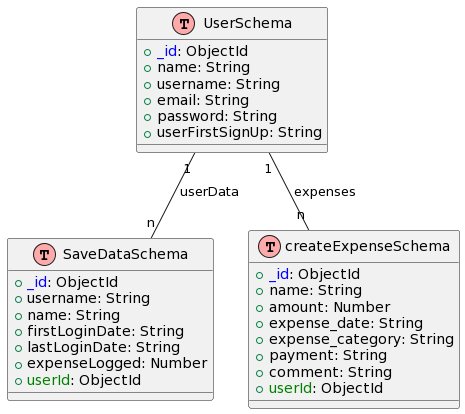 T UserSchema
_id: ObjectId
name: String
username: String
email: String
password: String
userFirstSignUp: String
1
1
userData
expenses
n
n
T SaveDataSchema
_id: ObjectId
username: String
name: String
firstLoginDate: String
lastLoginDate: String
expenseLogged: Number
userId: ObjectId
T createExpenseSchema
_id: ObjectId
name: String
amount: Number
expense_date: String
expense_category: String
payment: String
comment: String
userId: ObjectId